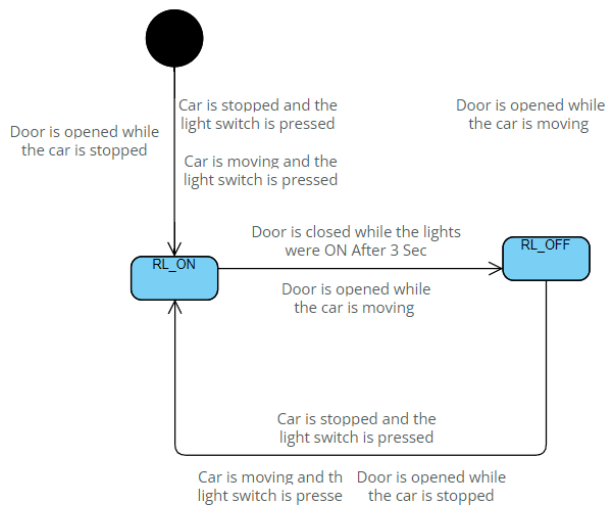 Car is stopped and the
light switch is pressed
Door is opened while
the car is moving
Door is opened while
the car is stopped
Car is moving and the
light switch is pressed
Door is closed while the lights
were ON After 3 Sec
RL_ON
RL_OFF
Door is opened while
the car is moving
Car is stopped and the
light switch is pressed
Car is moving and th
light switch is presse
Door is opened while
the car is stopped